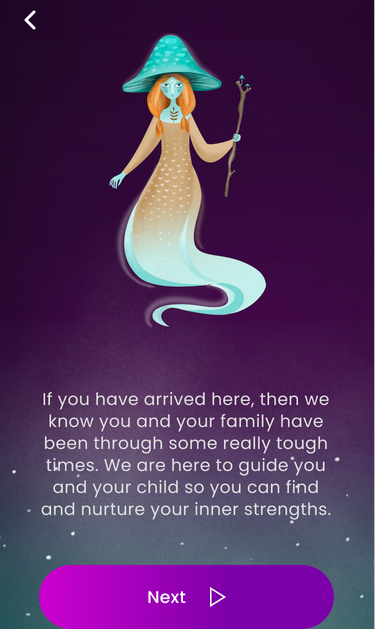 If you have arrived here, then we
know you and your family have
been through some really tough
times. We are here to guide you
and your child so you can find
and nurture your inner strengths.
Next